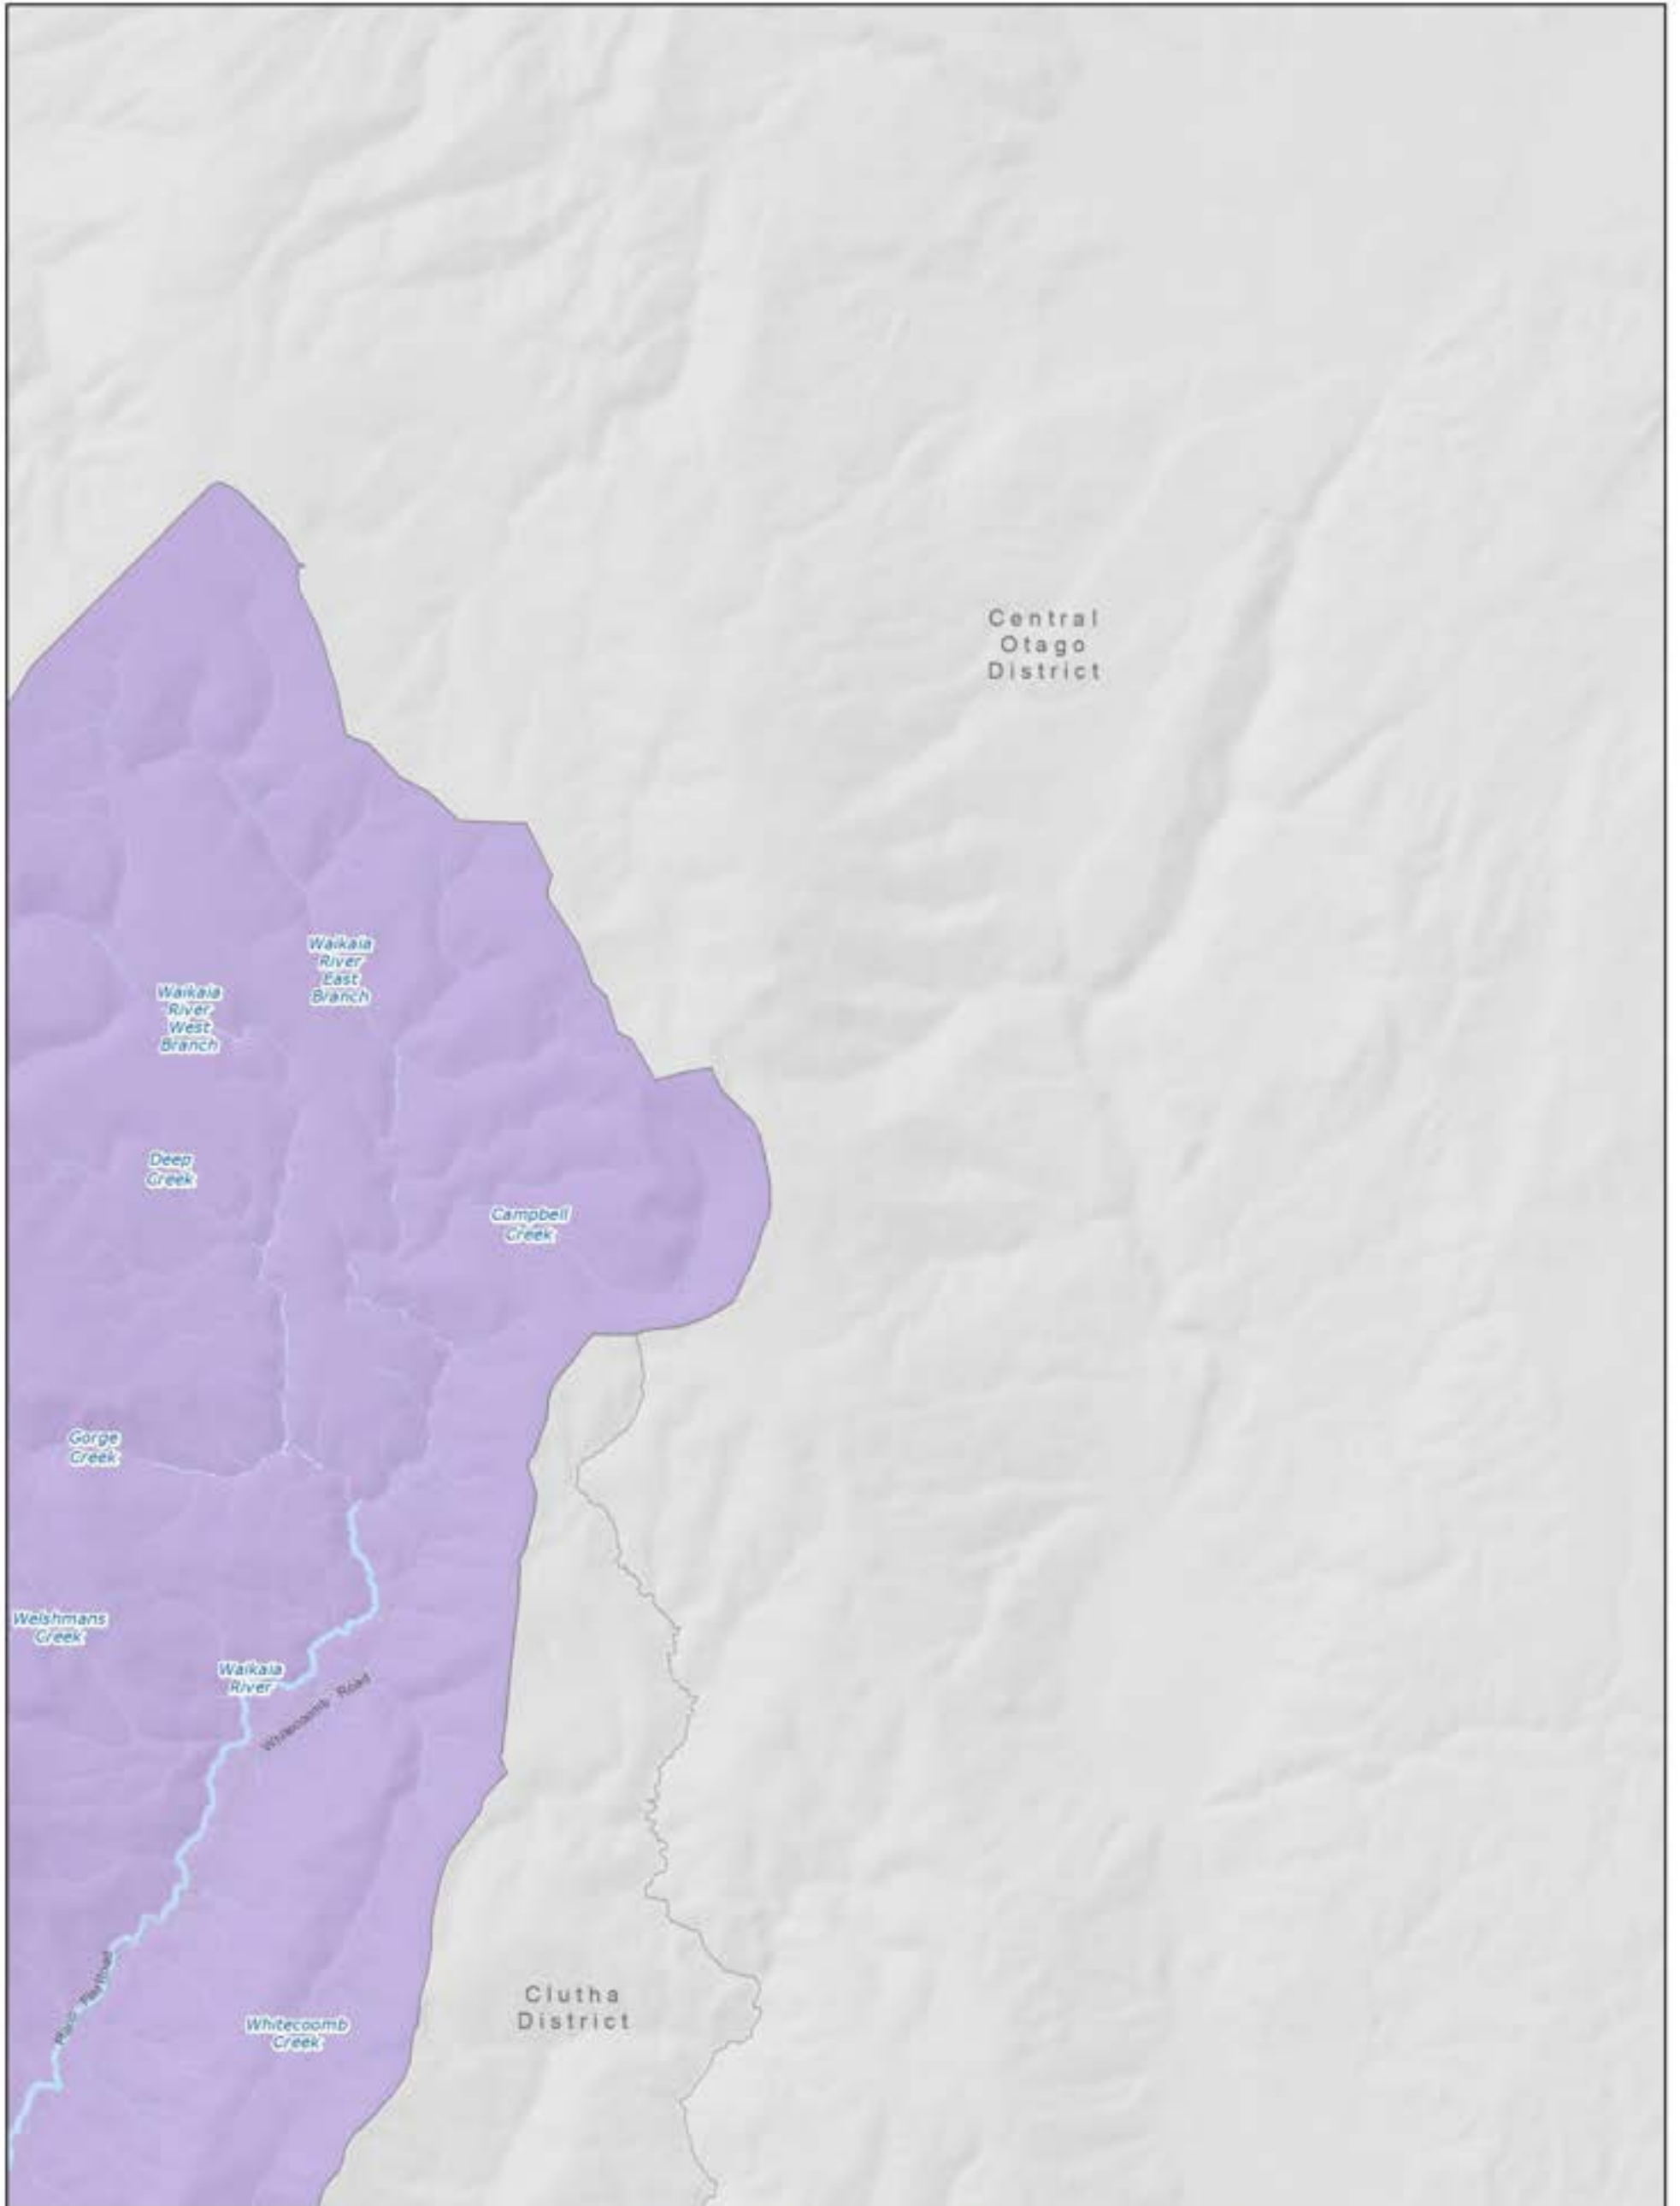 Central
Otago
District
Waikaia
River
East
Branch
Waikaia
River
West
Branch
Deep
Creek
Campbell
Creek
Gorge
Creek
Welshmans
Creek
Waikaia
River
Whitecoomb Road
Whitecoomb
Creek
Clutha
District